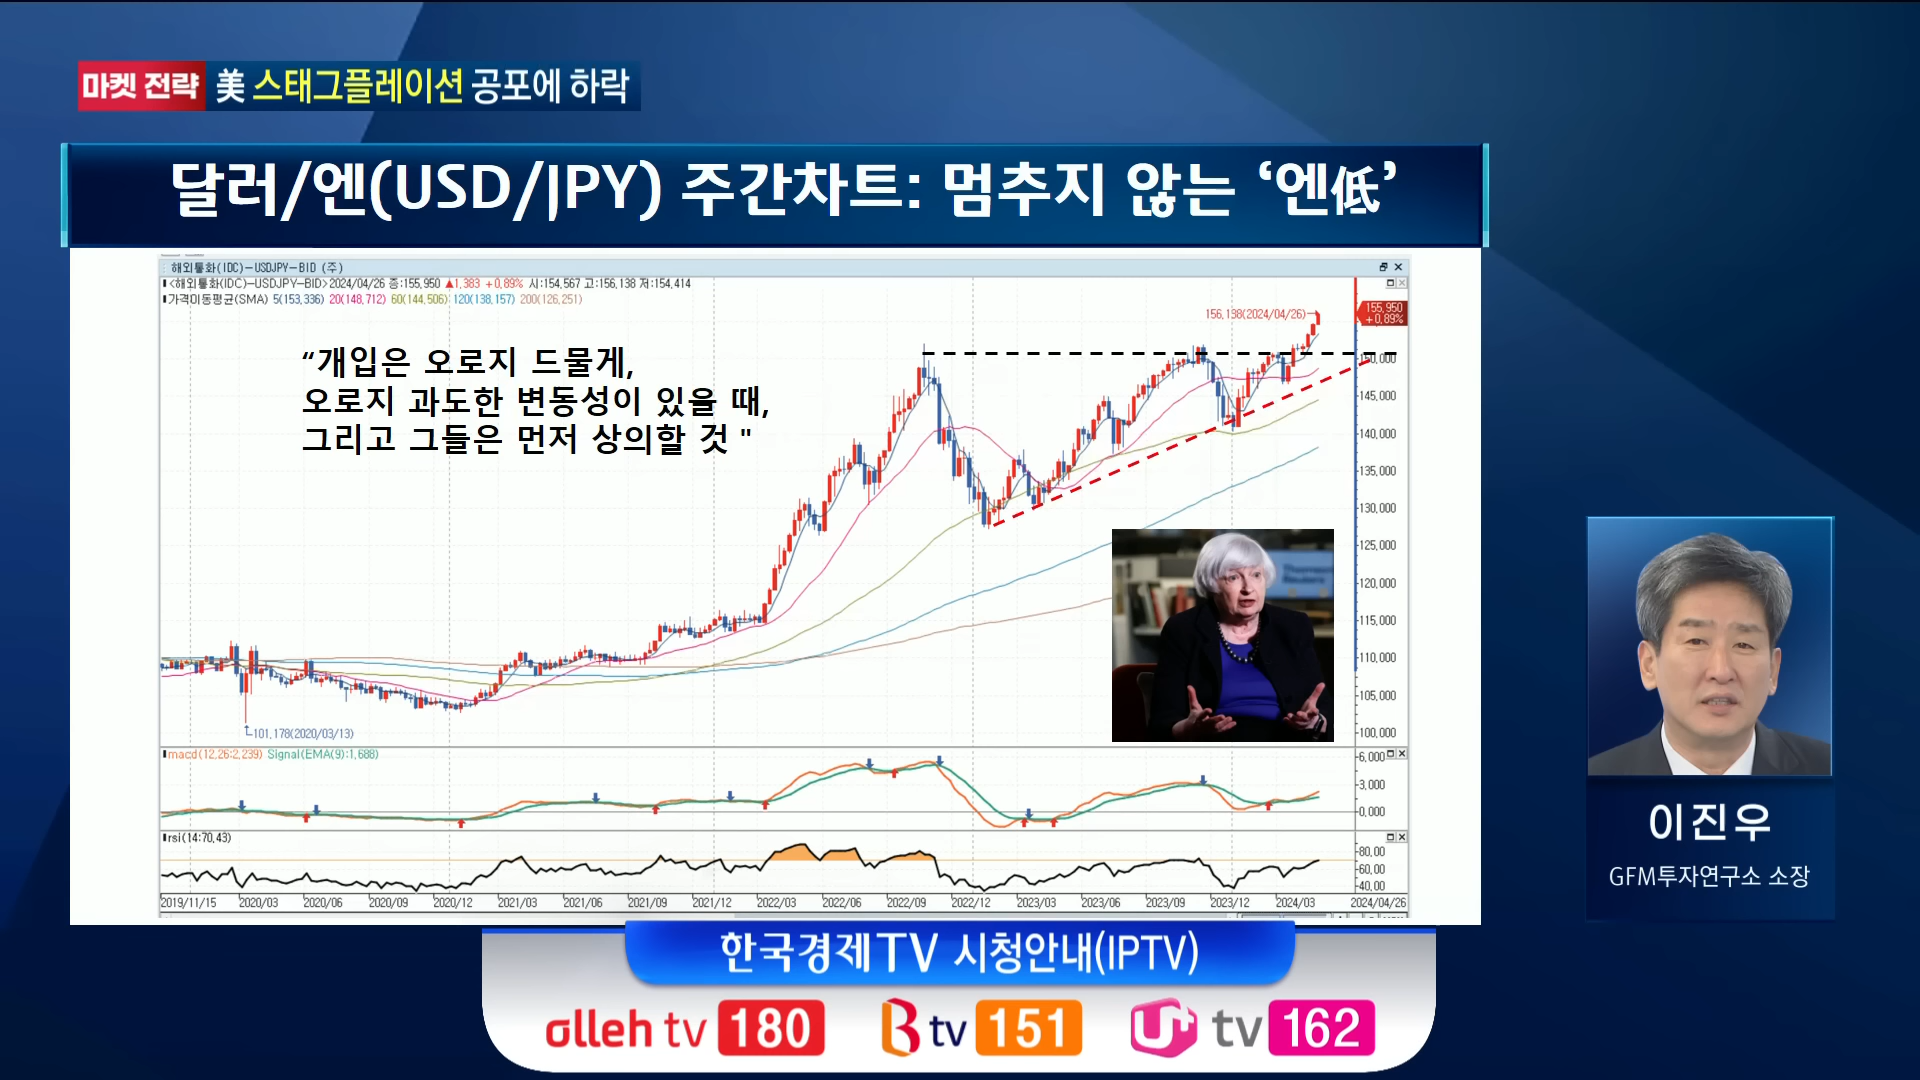 마켓 전략 美 스태그플레이션 공포에 하락
달러/엔(USD/JPY) 주간차트: 멈추지 않는 ‘엔低’
해외통화(IDC)-USDJPY-BID (주)
<해외통화(IDC)-USDJPY-BID> 2024/04/26 종:155,950 ▲1,383 +0,89% 시:154,567 고:156,138 저:154,414
가격이동평균(SMA) 5(153,336) 20(148,712) 60(144,506) 120(138,157) 200(126,251)
156,138(2024/04/26)
155,950
+0,89%
“개입은 오로지 드물게,
오로지 과도한 변동성이 있을 때,
그리고 그들은 먼저 상의할 것 "
150,000
145,000
140,000
135,000
130,000
125,000
120,000
115,000
110,000
105,000
100,000
101,178(2020/03/13)
macd(12,26:2,239) Signal(EMA(9):1,688)
6,000
3,000
0,000
rsi(14:70,43)
80,00
60,00
40,00
2019/11/15 2020/03 2020/06 2020/09 2020/12 2021/03 2021/06 2021/09 2021/12 2022/03 2022/06 2022/09 2022/12 2023/03 2023/06 2023/09 2023/12 2024/03 2024/04/26
이진우
GFM투자연구소 소장
한국경제TV 시청안내(IPTV)
olleh tv 180 B tv 151 U+ tv 162